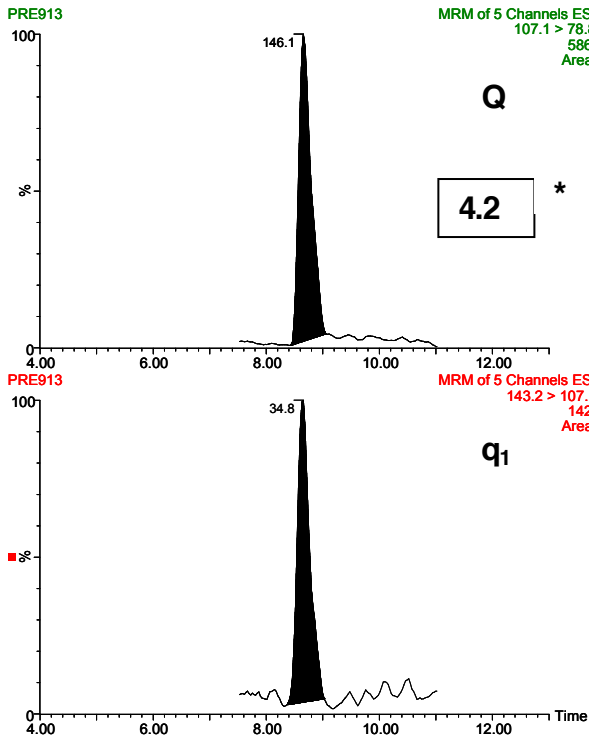 PRE913
MRM of 5 Channels ES
107.1 > 78.
586
Area
100
146.1
Q
%
4.2 *
0
4.00 6.00 8.00 10.00 12.00
PRE913
MRM of 5 Channels ES
143.2 > 107.
142
Area
100
34.8
q1
%
0
4.00 6.00 8.00 10.00 12.00
Time